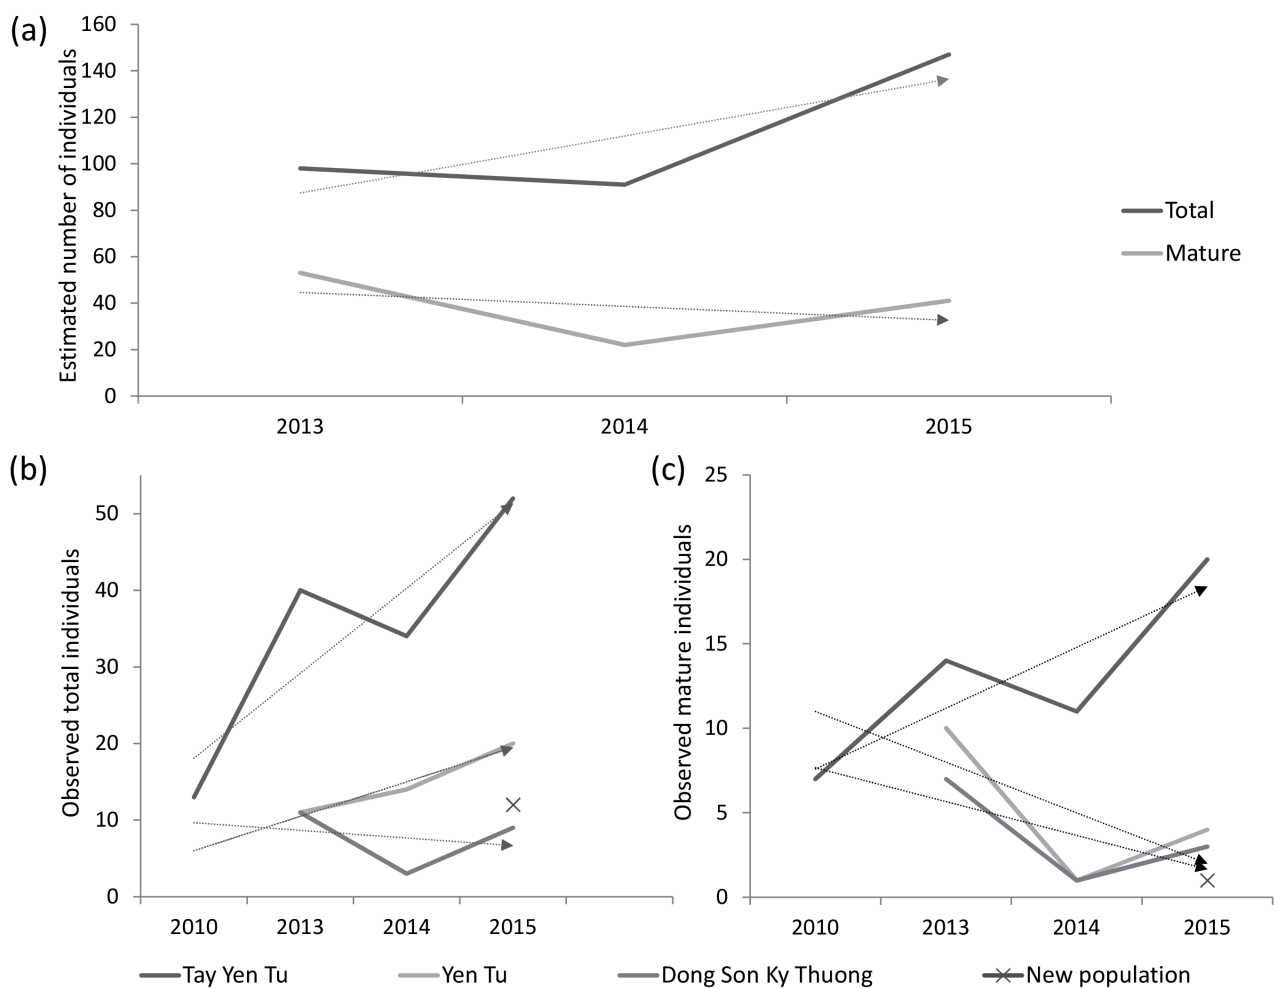 (a)
Estimated number of individuals
160
140
120
100
80
60
40
20
0
2013 2014 2015
Total
Mature
(b)
Observed total individuals
50
40
30
20
10
0
2010 2013 2014 2015
(c)
Observed mature individuals
25
20
15
10
5
0
2010 2013 2014 2015
Tay Yen Tu Yen Tu Dong Son Ky Thuong New population